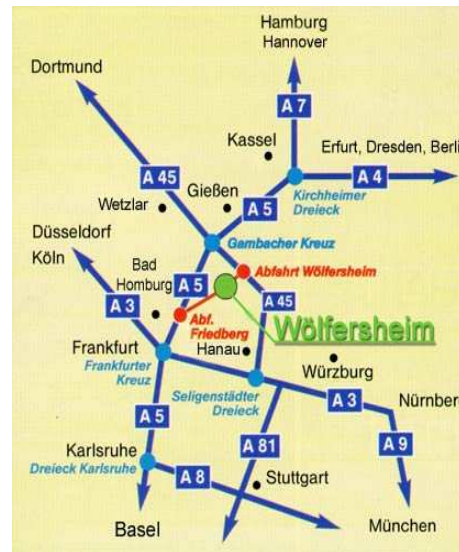 Hamburg
Hannover
Dortmund
A 7
Kassel
Erfurt, Dresden, Berli
A 45
A 4
Gießen
A 5
Kirchheimer
Dreieck
Wetzlar
Düsseldorf
Köln
Gambacher Kreuz
Bad
Homburg
A 5
Abfahrt Wölfersheim
A 3
A 45
Abf.
Friedberg
Wölfersheim
Frankfurt
Hanau
Frankfurter
Kreuz
Würzburg
Seligenstädter
Dreieck
A 3
Nürnberg
A 5
A 81
A 9
Karlsruhe
Dreieck Karlsruhe
A 8
Stuttgart
Basel
München